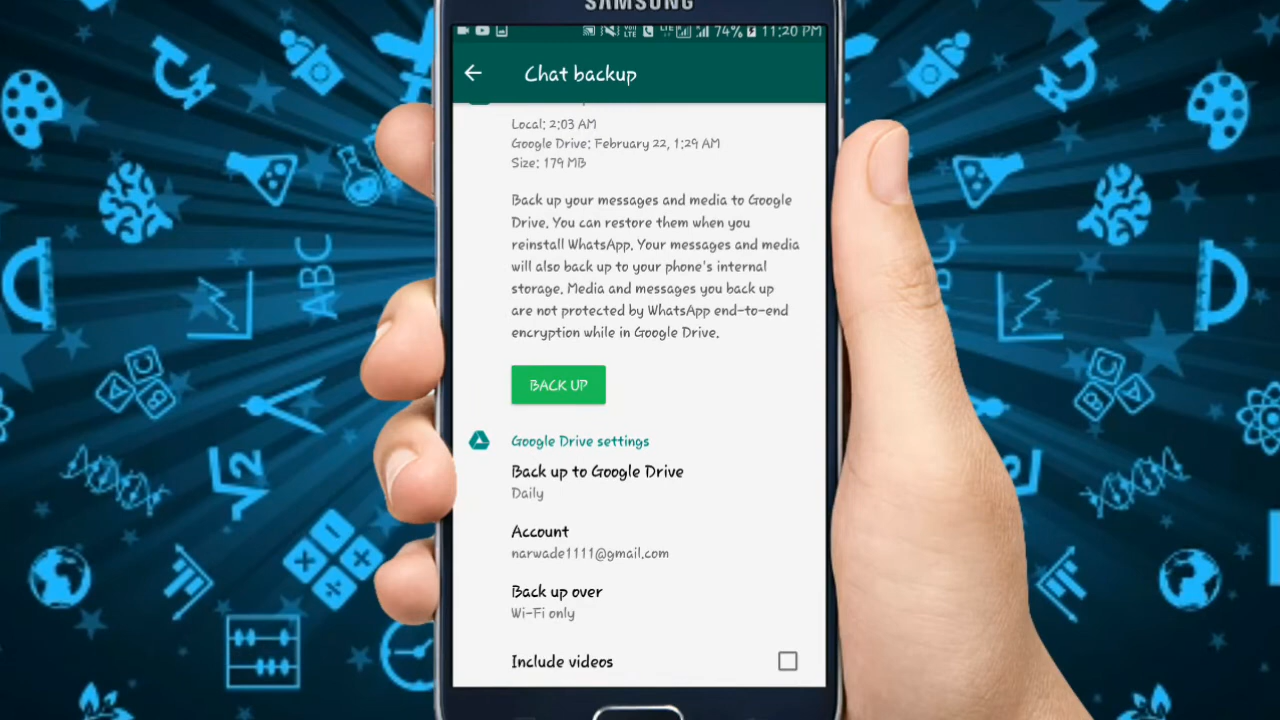 SAMSUNG
74% 11:20 PM
Chat backup
Local: 2:03 AM
Google Drive: February 22, 1:29 AM
Size: 179 MB
Back up your messages and media to Google
Drive. You can restore them when you
reinstall WhatsApp. Your messages and media
will also back up to your phone's internal
storage. Media and messages you back up
are not protected by WhatsApp end-to-end
encryption while in Google Drive.
BACK UP
Google Drive settings
Back up to Google Drive
Daily
Account
narwade1111@gmail.com
Back up over
Wi-Fi only
Include videos
ABC
√2